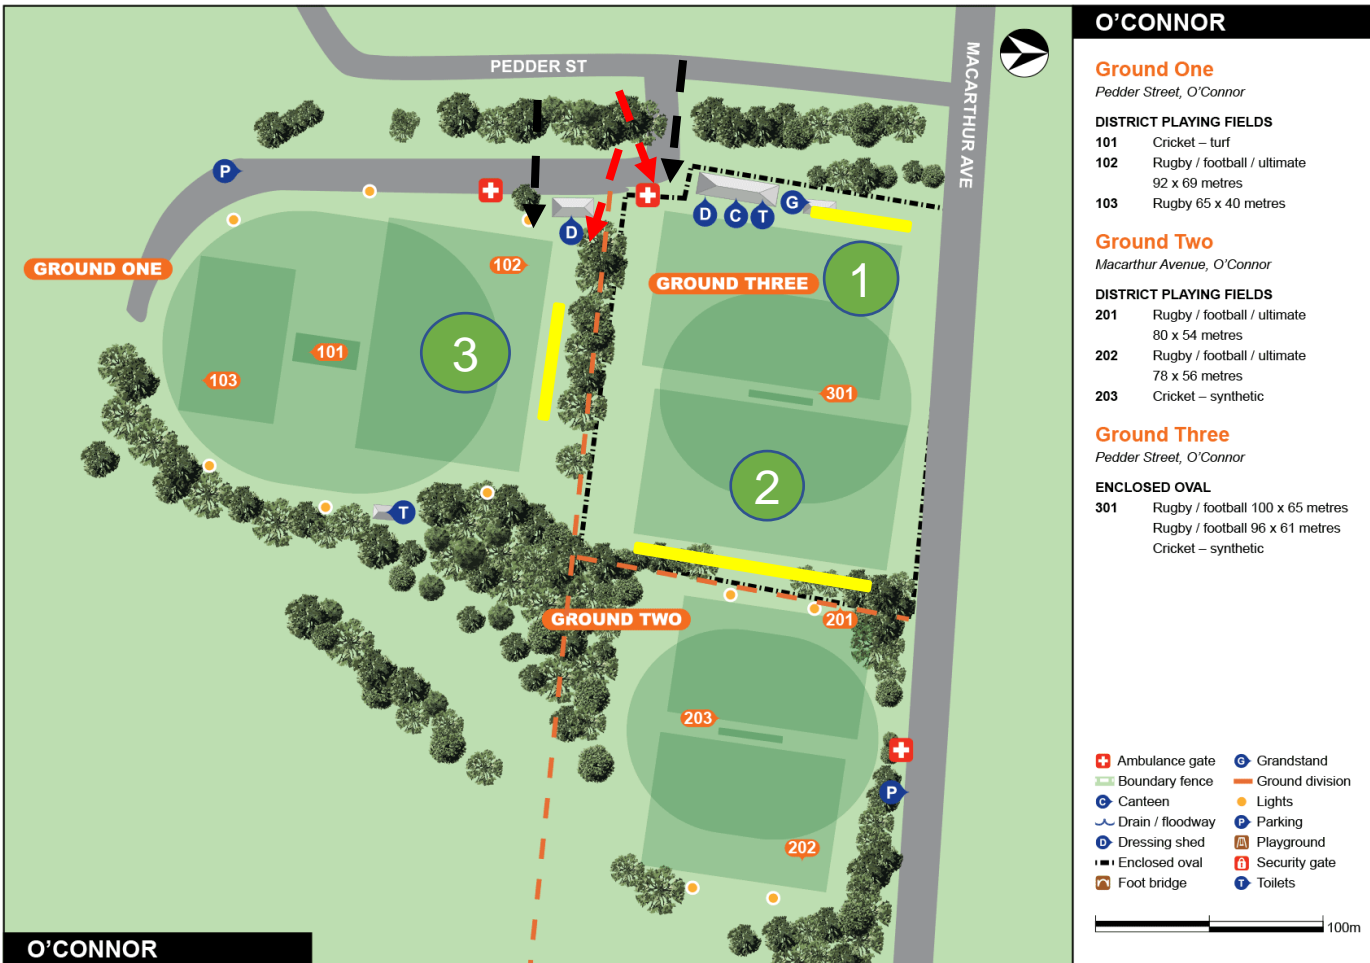 PEDDER ST
MACARTHUR AVE
P
D
D
C
T
G
GROUND ONE
102
GROUND THREE
1
101
3
103
301
2
T
GROUND TWO
201
203
P
202
O'CONNOR
O'CONNOR
Ground One
Pedder Street, O'Connor
DISTRICT PLAYING FIELDS
101 Cricket – turf
102 Rugby / football / ultimate
92 x 69 metres
103 Rugby 65 x 40 metres
Ground Two
Macarthur Avenue, O'Connor
DISTRICT PLAYING FIELDS
201 Rugby / football / ultimate
80 x 54 metres
202 Rugby / football / ultimate
78 x 56 metres
203 Cricket – synthetic
Ground Three
Pedder Street, O'Connor
ENCLOSED OVAL
301 Rugby / football 100 x 65 metres
Rugby / football 96 x 61 metres
Cricket – synthetic
Ambulance gate
Boundary fence
C Canteen
Drain / floodway
D Dressing shed
Enclosed oval
Foot bridge
G Grandstand
Ground division
Lights
P Parking
Playground
Security gate
T Toilets
100m